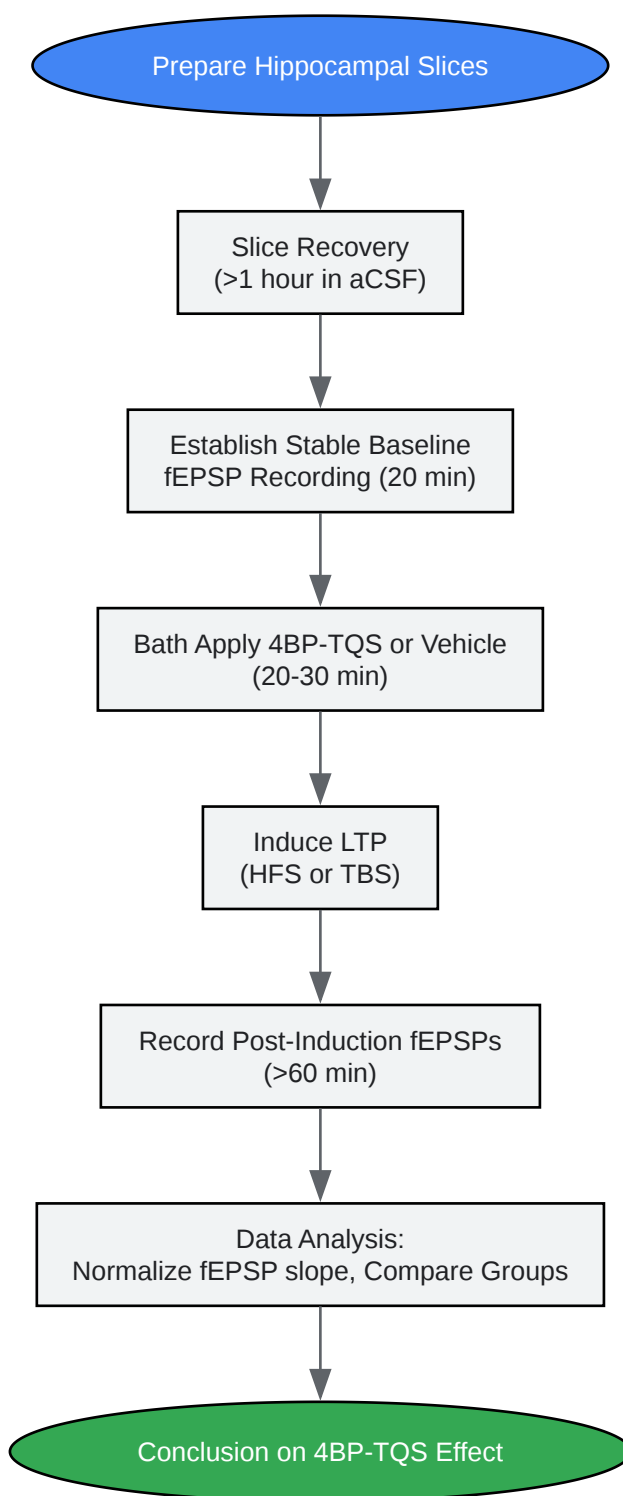 Prepare Hippocampal Slices
Slice Recovery
(>1 hour in aCSF)
Establish Stable Baseline
fEPSP Recording (20 min)
Bath Apply 4BP-TQS or Vehicle
(20-30 min)
Induce LTP
(HFS or TBS)
Record Post-Induction fEPSPs
(>60 min)
Data Analysis:
Normalize fEPSP slope, Compare Groups
Conclusion on 4BP-TQS Effect